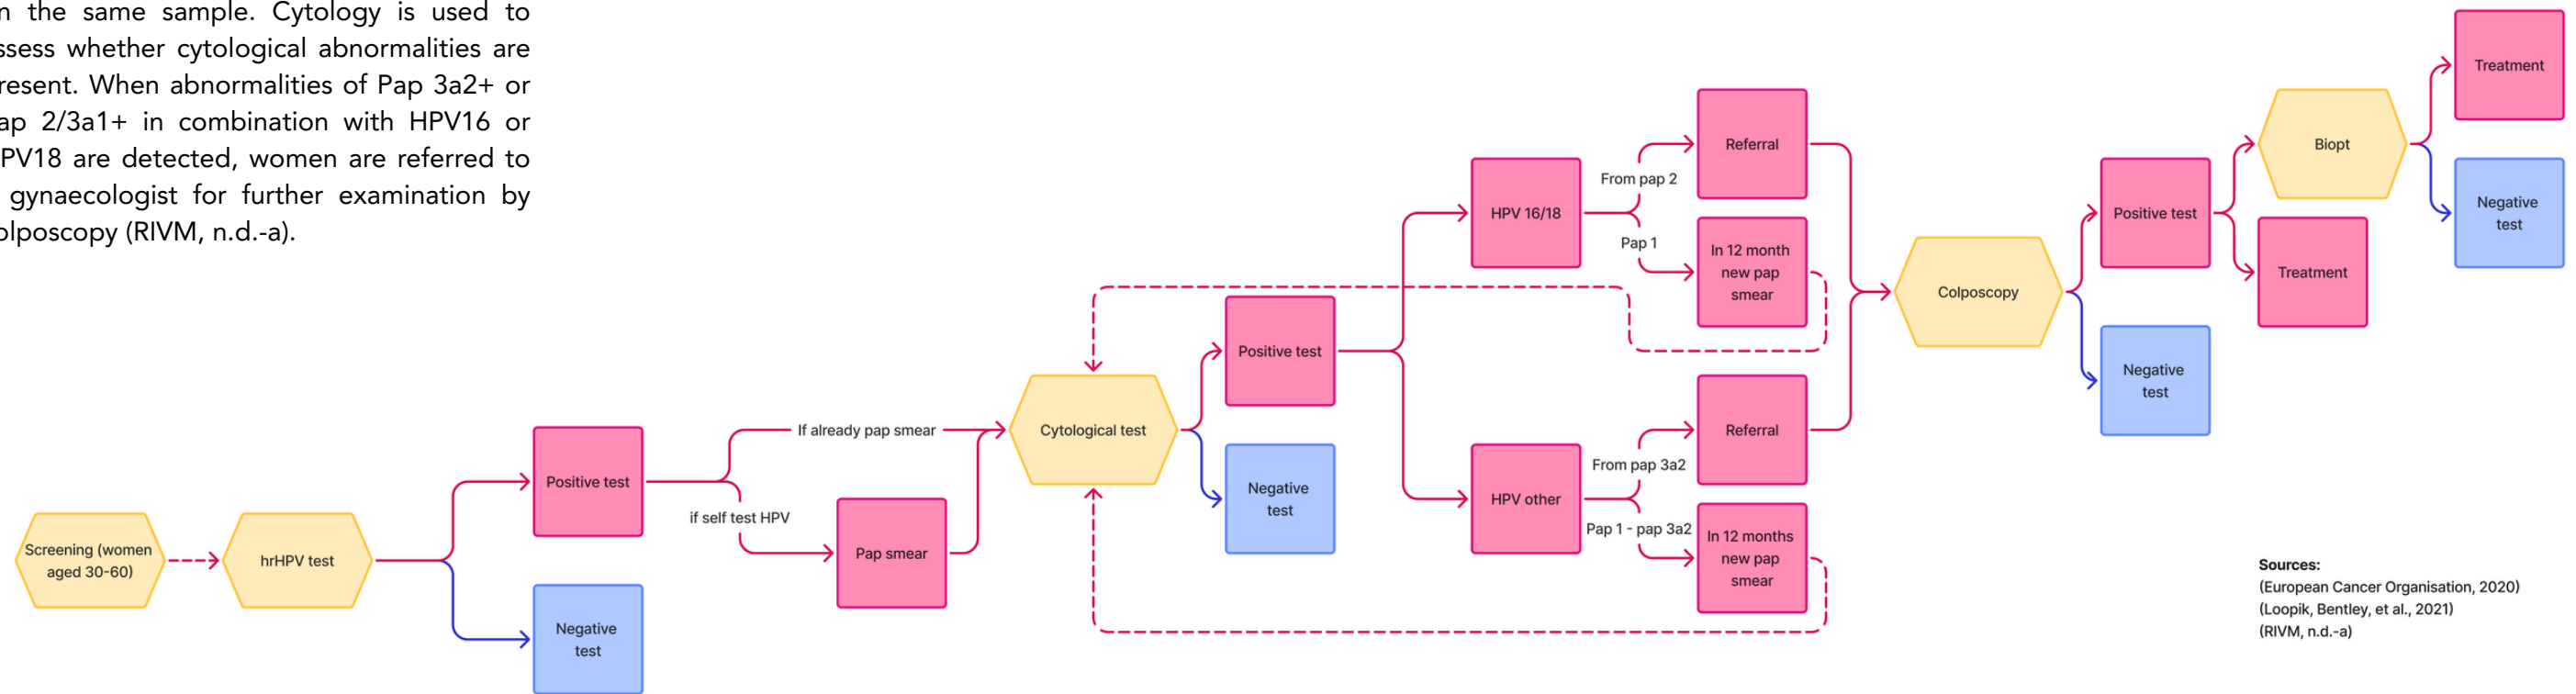 n the same sample. Cytology is used to
ssess whether cytological abnormalities are
resent. When abnormalities of Pap 3a2+ or
ap 2/3a1+ in combination with HPV16 or
PV18 are detected, women are referred to
gynaecologist for further examination by
olposcopy (RIVM, n.d.-a).
Screening (women
aged 30-60)
hrHPV test
Positive test
Negative
test
If already pap smear
if self test HPV
Pap smear
Cytological test
Positive test
Negative
test
HPV 16/18
From pap 2
Pap 1
Referral
In 12 month
new pap
smear
HPV other
From pap 3a2
Pap 1 - pap 3a2
Referral
In 12 months
new pap
smear
Colposcopy
Positive test
Negative
test
Biopt
Treatment
Treatment
Negative
test
Sources:
(European Cancer Organisation, 2020)
(Loopik, Bentley, et al., 2021)
(RIVM, n.d.-a)